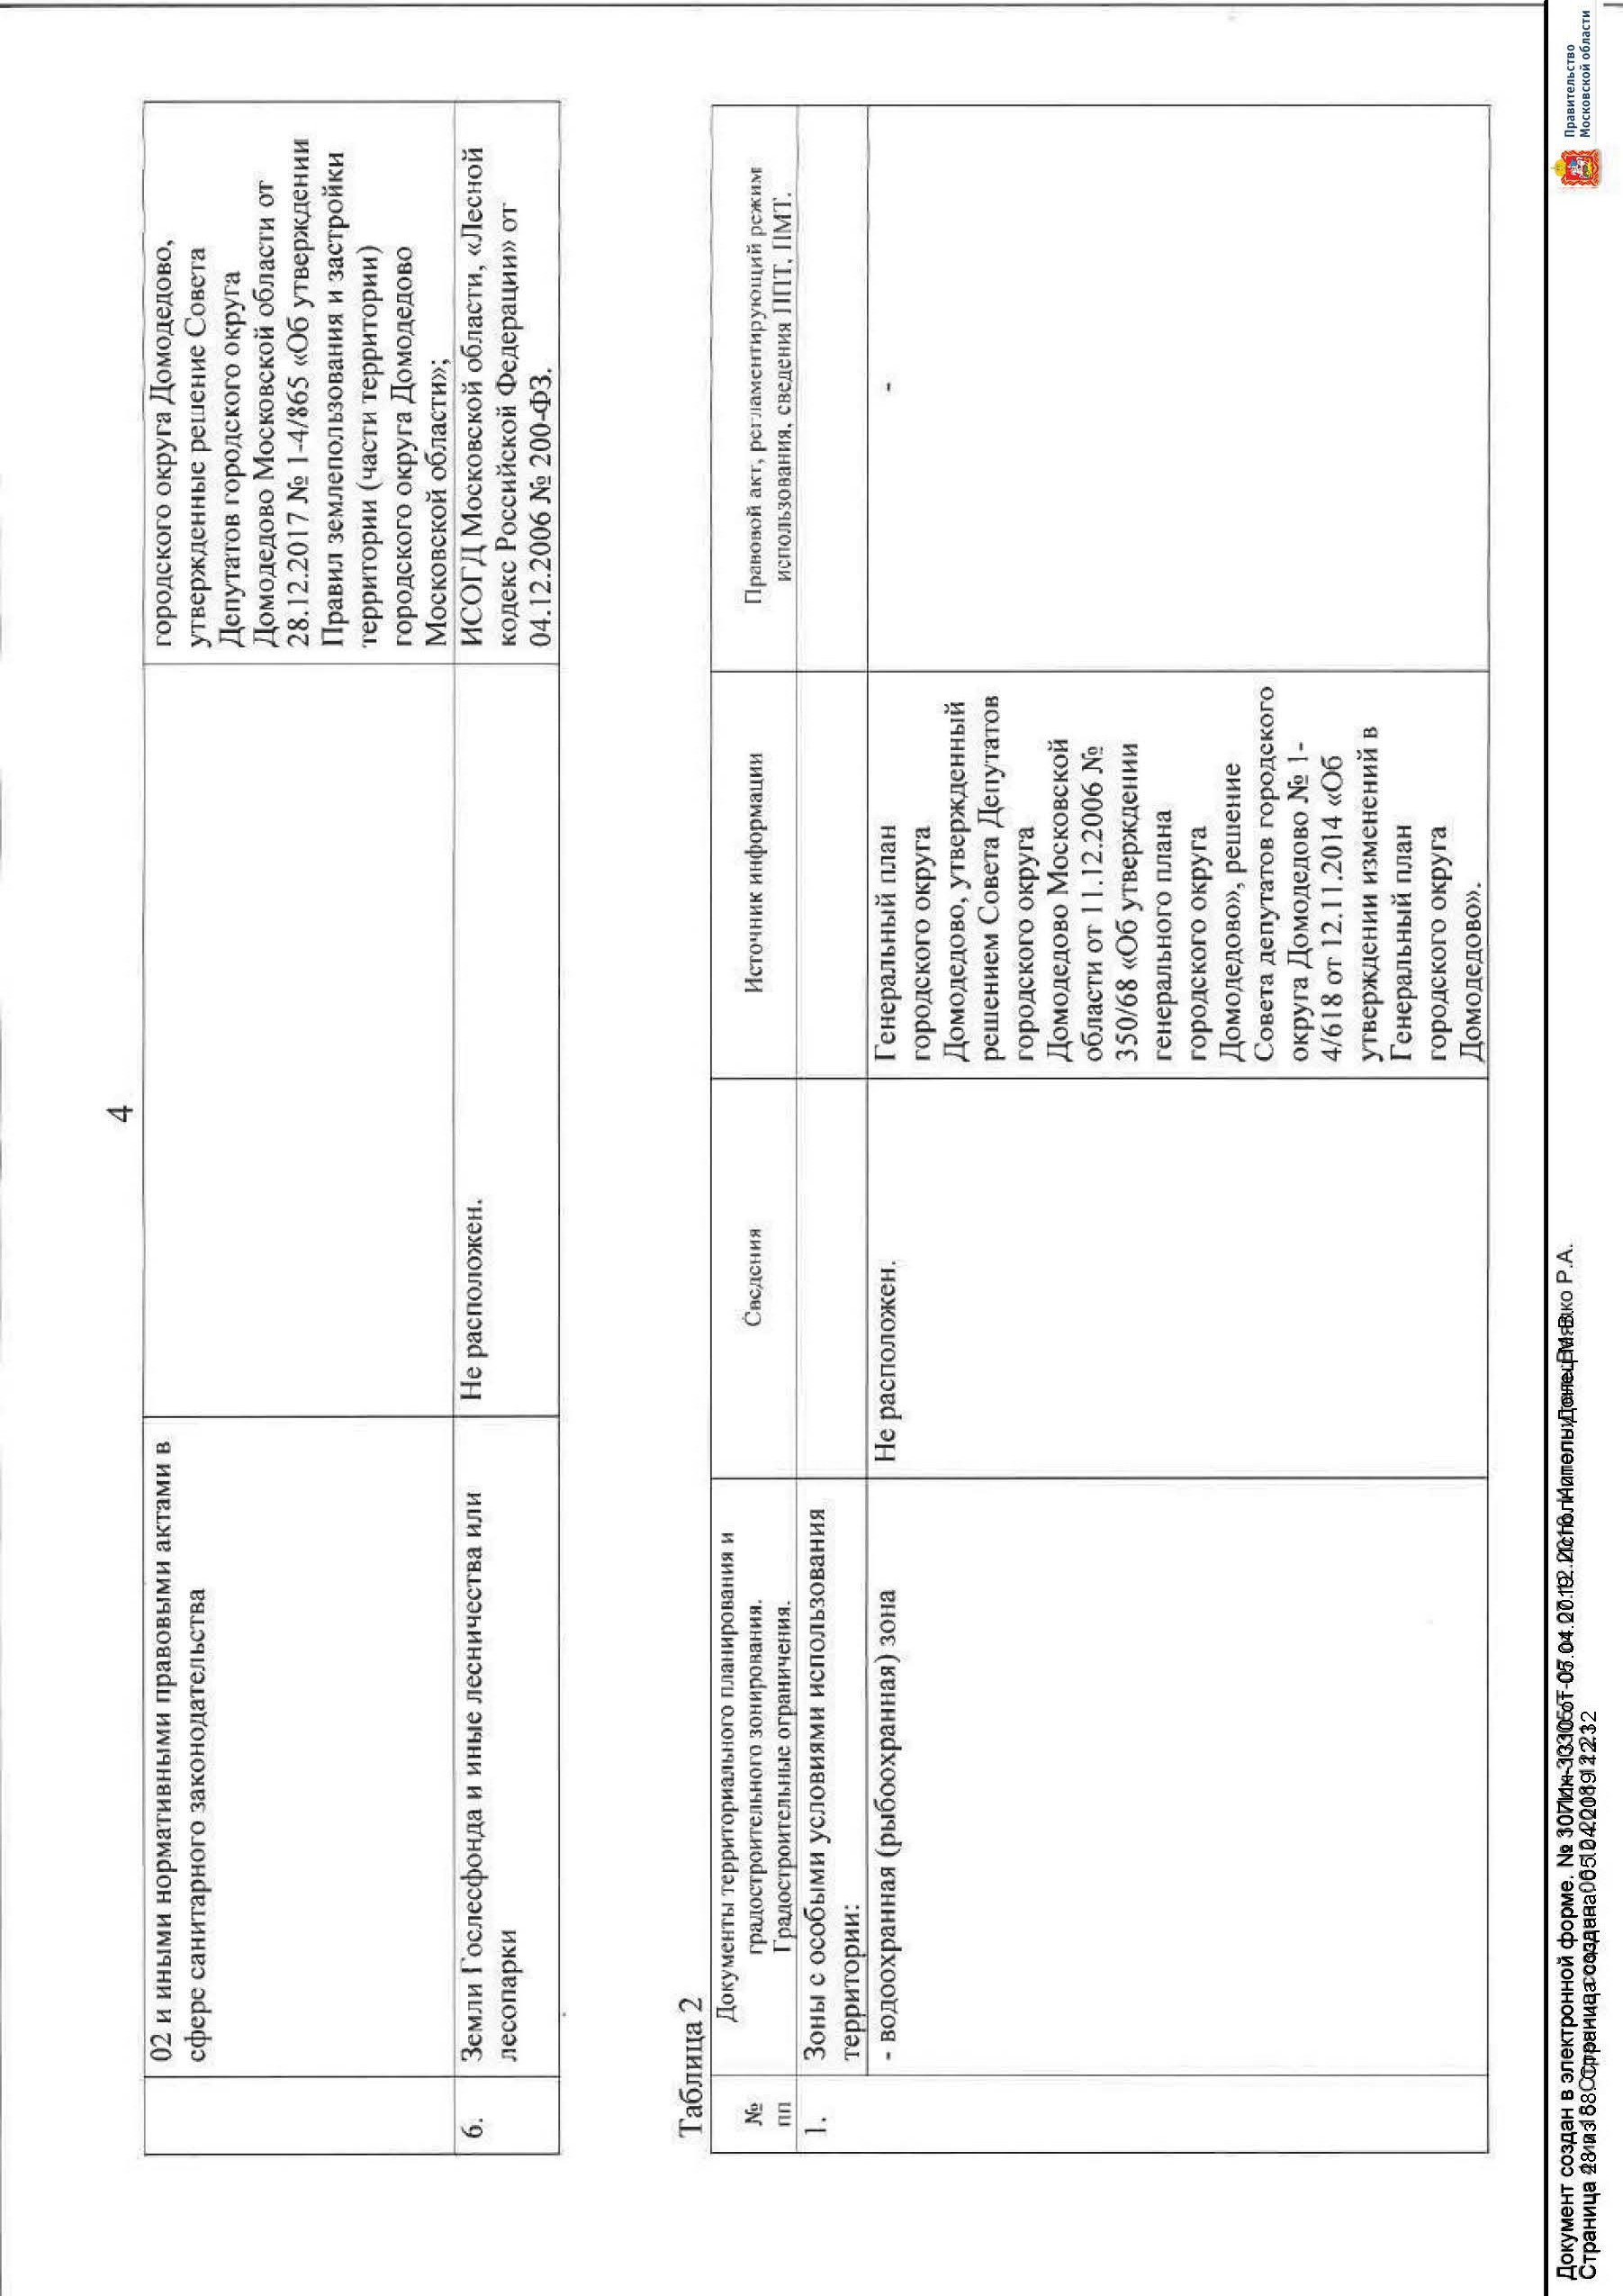 4
02 и иными нормативными правовыми актами в
сфере санитарного законодательства
городского округа Домодедово,
утвержденные решение Совета
Депутатов городского округа
Домодедово Московской области от
28.12.2017 № 1-4/865 «Об утверждении
Правил землепользования и застройки
территории (части территории)
городского округа Домодедово
Московской области»;
6.
Земли Гослесфонда и иные лесничества или
лесопарки
Не расположен.
ИСОГД Московской области, «Лесной
кодекс Российской Федерации» от
04.12.2006 № 200-ФЗ.
Таблица 2
№
пп
Документы территориального планирования и
градостроительного зонирования.
Градостроительные ограничения.
Сведения
Источник информации
Правовой акт, регламентирующий режим
использования, сведения ППТ, ПМТ.
1.
Зоны с особыми условиями использования
территории:
- водоохранная (рыбоохранная) зона
Не расположен.
Генеральный план
городского округа
Домодедово, утвержденный
решением Совета Депутатов
городского округа
Домодедово Московской
области от 11.12.2006 №
350/68 «Об утверждении
генерального плана
городского округа
Домодедово», решение
Совета депутатов городского
округа Домодедово № 1-
4/618 от 12.11.2014 «Об
утверждении изменений в
Генеральный план
городского округа
Домодедово».
-
Документ создан в электронной форме. №
Страница
Правительство
Московской области